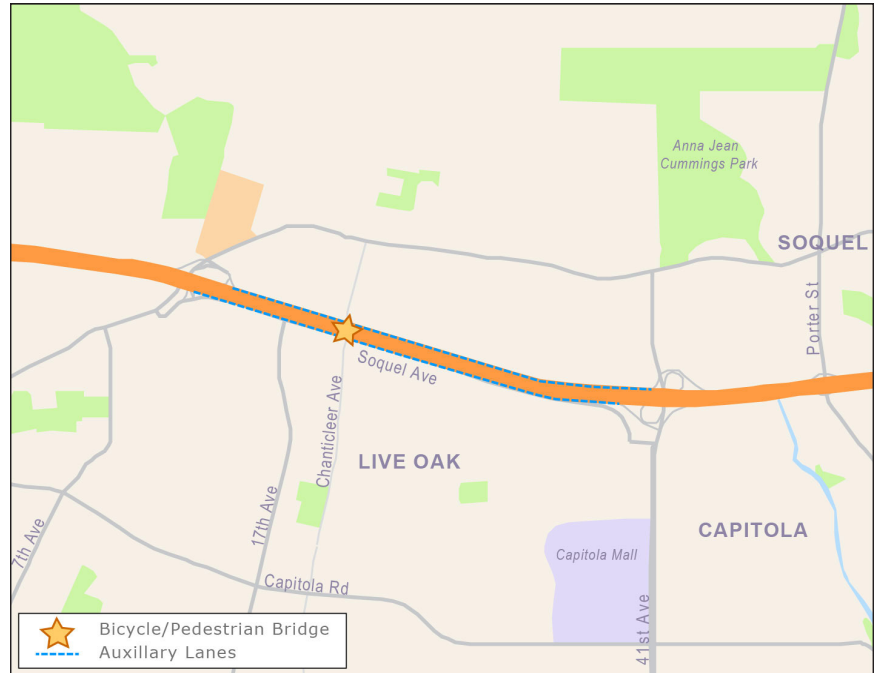 Anna Jean
Cummings Park
SOQUEL
Porter St
Soquel Ave
Chanticleer Ave
LIVE OAK
17th Ave
7th Ave
CAPITOLA
Capitola Mall
Capitola Rd
41st Ave
Bicycle/Pedestrian Bridge
Auxillary Lanes